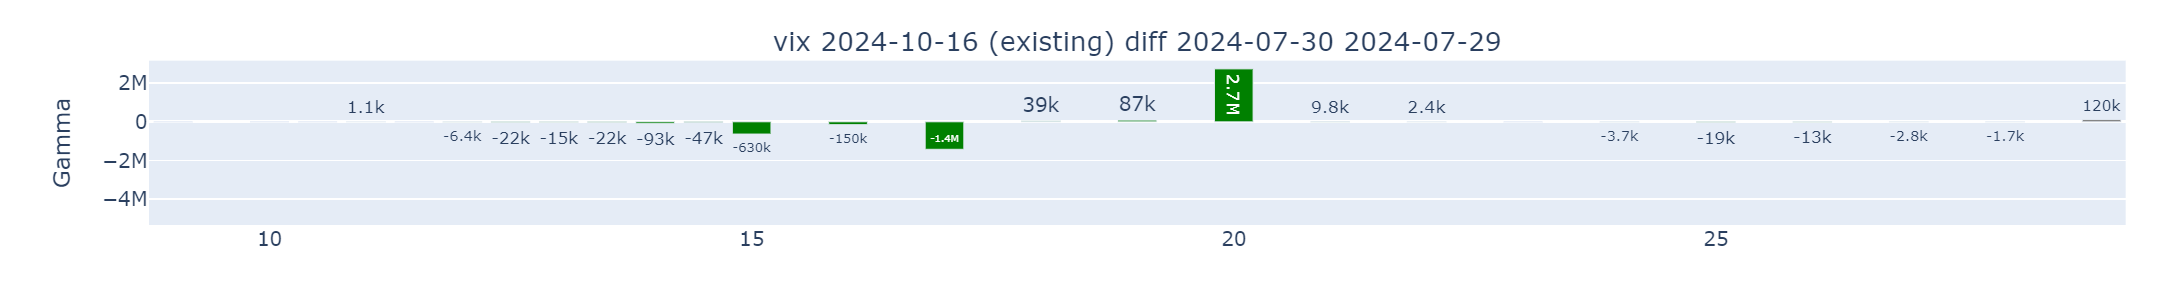 vix 2024-10-16 (existing) diff 2024-07-30 2024-07-29
Gamma
2M
0
−2M
−4M
1.1k
-6.4k
-22k
-15k
-22k
-93k
-47k
-630k
-150k
-1.4M
39k
87k
2.7M
9.8k
2.4k
-3.7k
-19k
-13k
-2.8k
-1.7k
120k
10
15
20
25